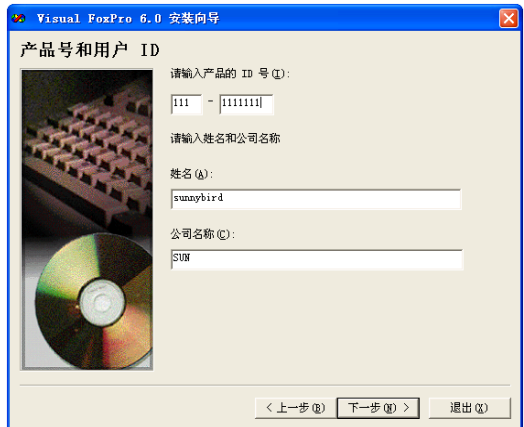 Visual FoxPro 6.0 安装向导
产品号和用户 ID
请输入产品的 ID 号(I):
111 - 1111111
请输入姓名和公司名称
姓名(A):
sunnybird
公司名称(C):
SUN
< 上一步(B) 下一步(N) > 退出(X)